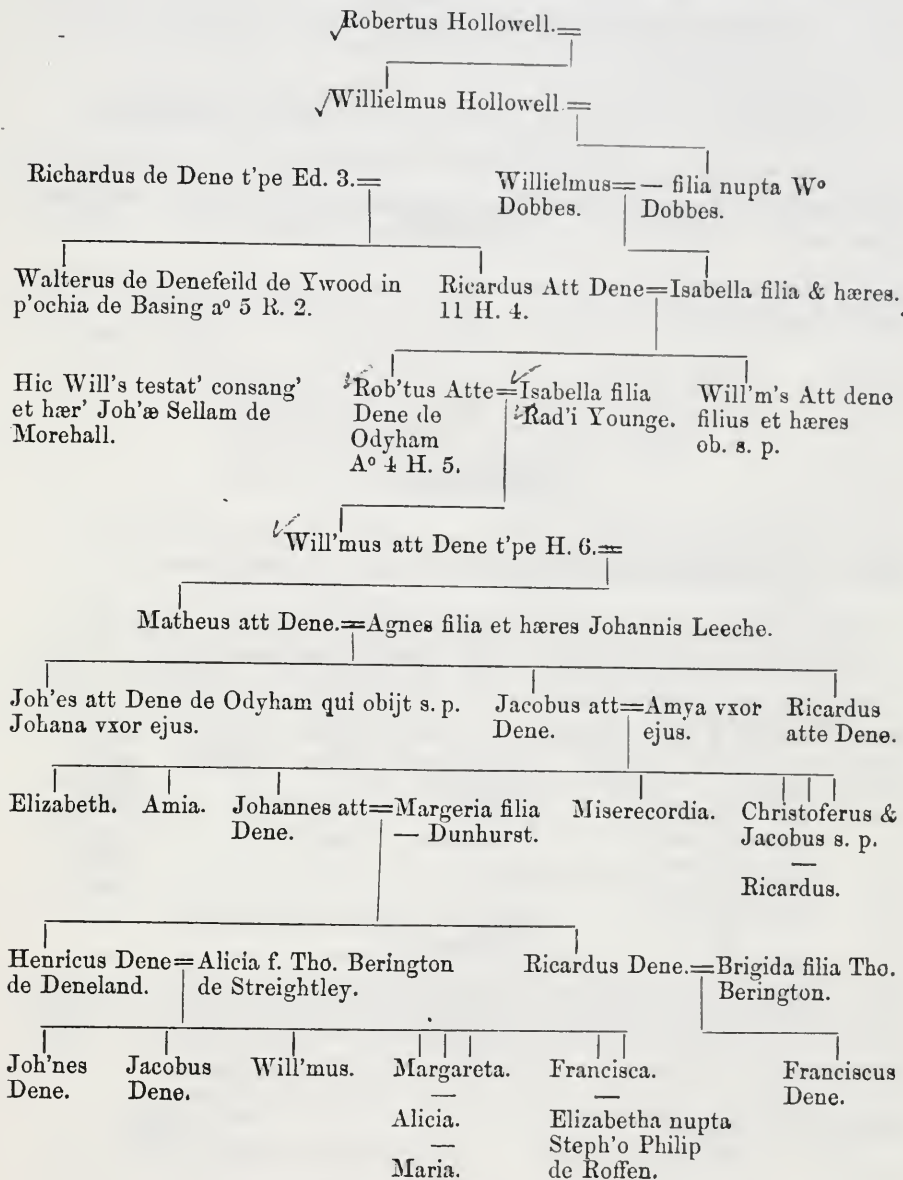 Robertus Hollowell.=
Willielmus Hollowell.=
Richardus de Dene t'pe Ed. 3.=
Willielmus=— filia nupta Wº
Dobbes. Dobbes.
Walterus de Denefeild de Ywood in
p'ochia de Basing aº 5 R. 2.
Ricardus Att Dene=Isabella filia & hæres.
11 H. 4.
Hic Will's testat' consang'
et hær' Joh'æ Sellam de
Morehall.
Rob'tus Atte=Isabella filia
Dene de Rad'i Younge.
Odyham
Aº 4 H. 5.
Will'm's Att dene
filius et hæres
ob. s. p.
Will'mus att Dene t'pe H. 6.=
Matheus att Dene.=Agnes filia et hæres Johannis Leeche.
Joh'es att Dene de Odyham qui obijt s. p.
Johana vxor ejus.
Jacobus att=Amya vxor
Dene. ejus.
Ricardus
atte Dene.
Elizabeth.
Amia.
Johannes att=Margeria filia
Dene. — Dunhurst.
Miserecordia.
Christoferus &
Jacobus s. p.
—
Ricardus.
Henricus Dene=Alicia f. Tho. Berington
de Deneland. de Streightley.
Ricardus Dene.=Brigida filia Tho.
Berington.
Joh'nes
Dene.
Jacobus
Dene.
Will'mus.
Margareta.
—
Alicia.
—
Maria.
Francisca.
—
Elizabetha nupta
Steph'o Philip
de Roffen.
Franciscus
Dene.